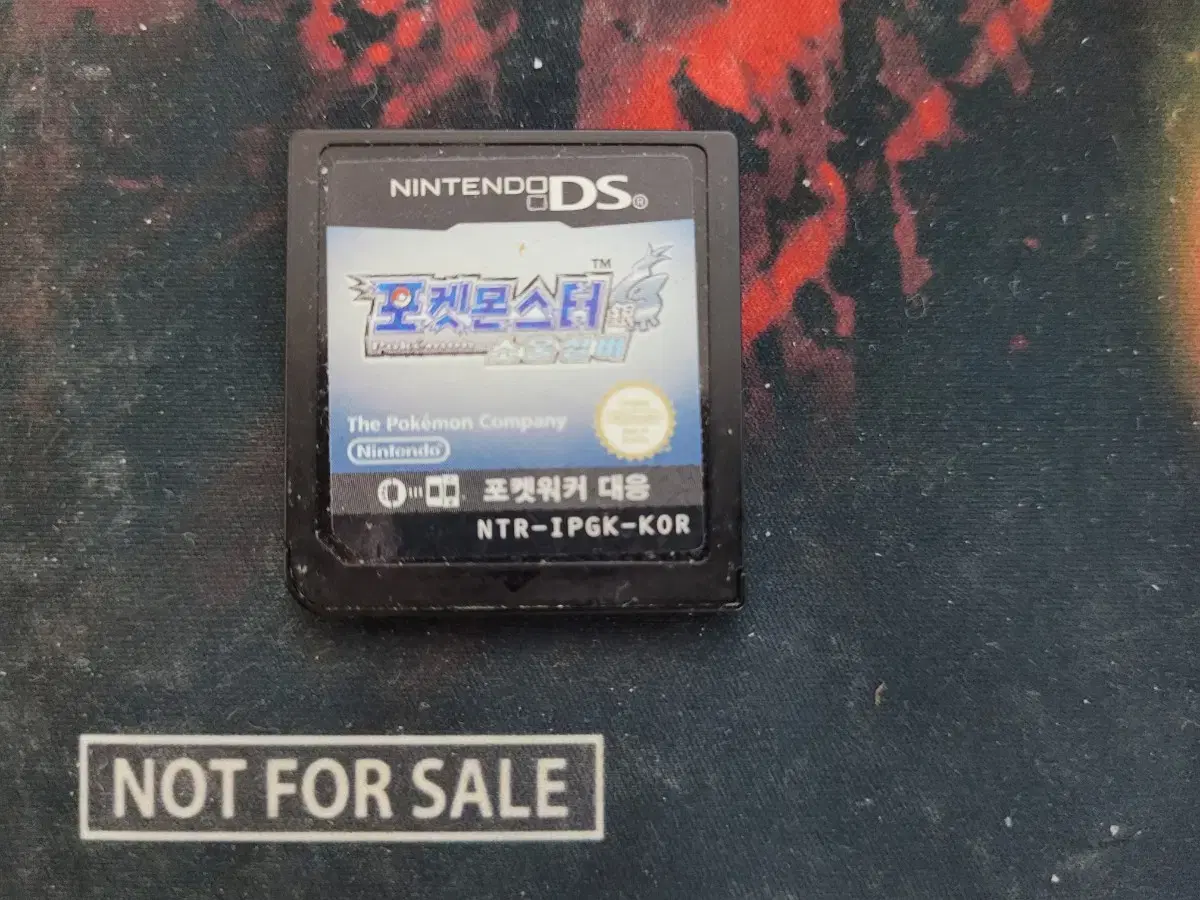 NINTENDO DS®
포켓몬스터 ™
銀
소울실버
The Pokémon Company
Nintendo
포켓워커 대응
NTR-IPGK-KOR
NOT FOR SALE